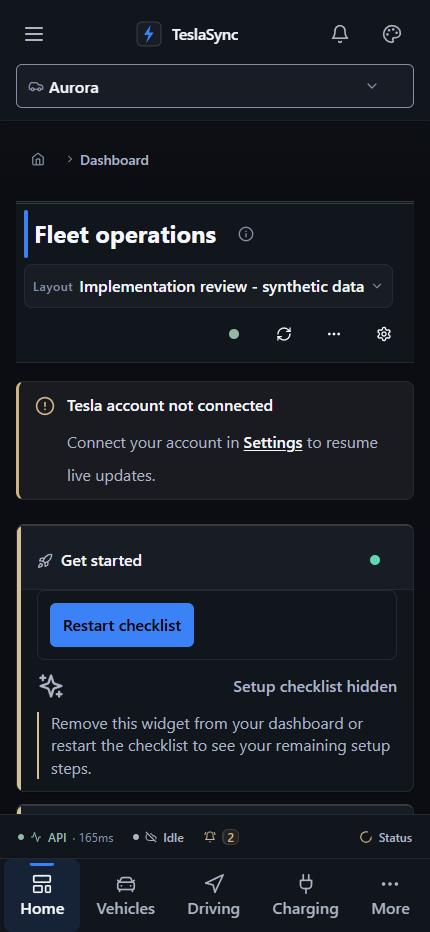 TeslaSync
Aurora
Dashboard
Fleet operations
Layout Implementation review - synthetic data
Tesla account not connected
Connect your account in Settings to resume
live updates.
Get started
Restart checklist
Setup checklist hidden
Remove this widget from your dashboard or
restart the checklist to see your remaining setup
steps.
API · 165ms Idle 2 Status
Home Vehicles Driving Charging More